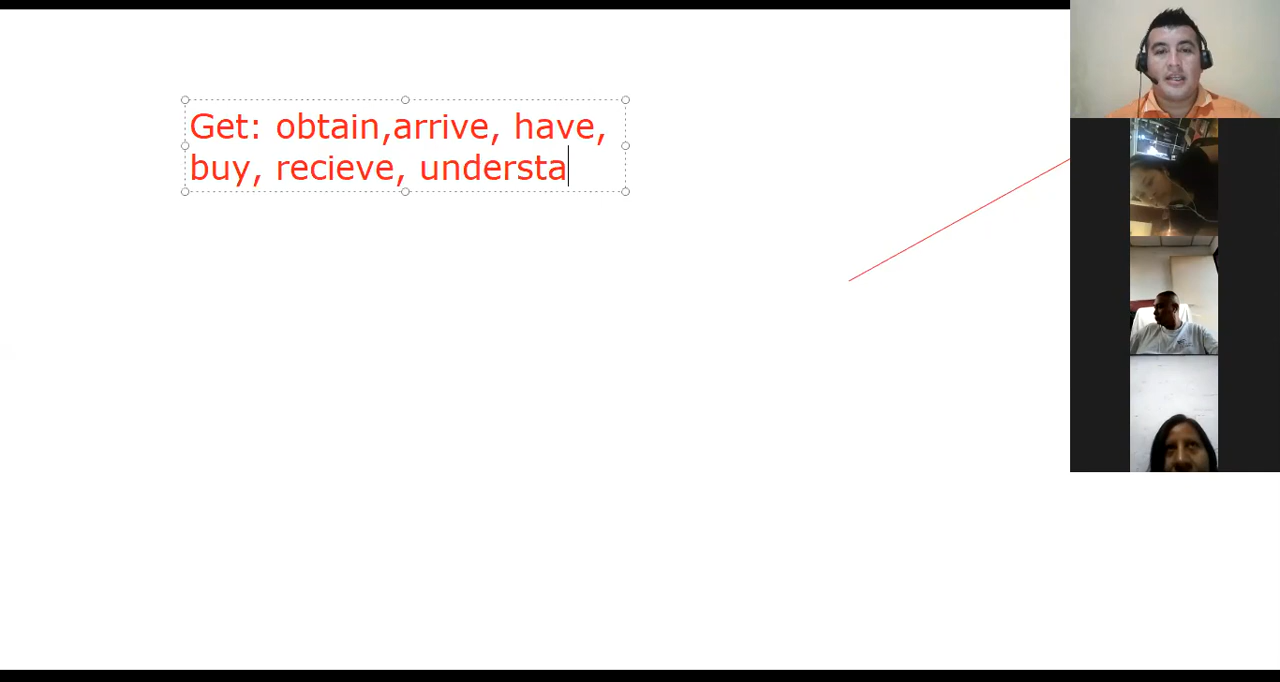 Get: obtain,arrive, have,
buy, recieve, understa